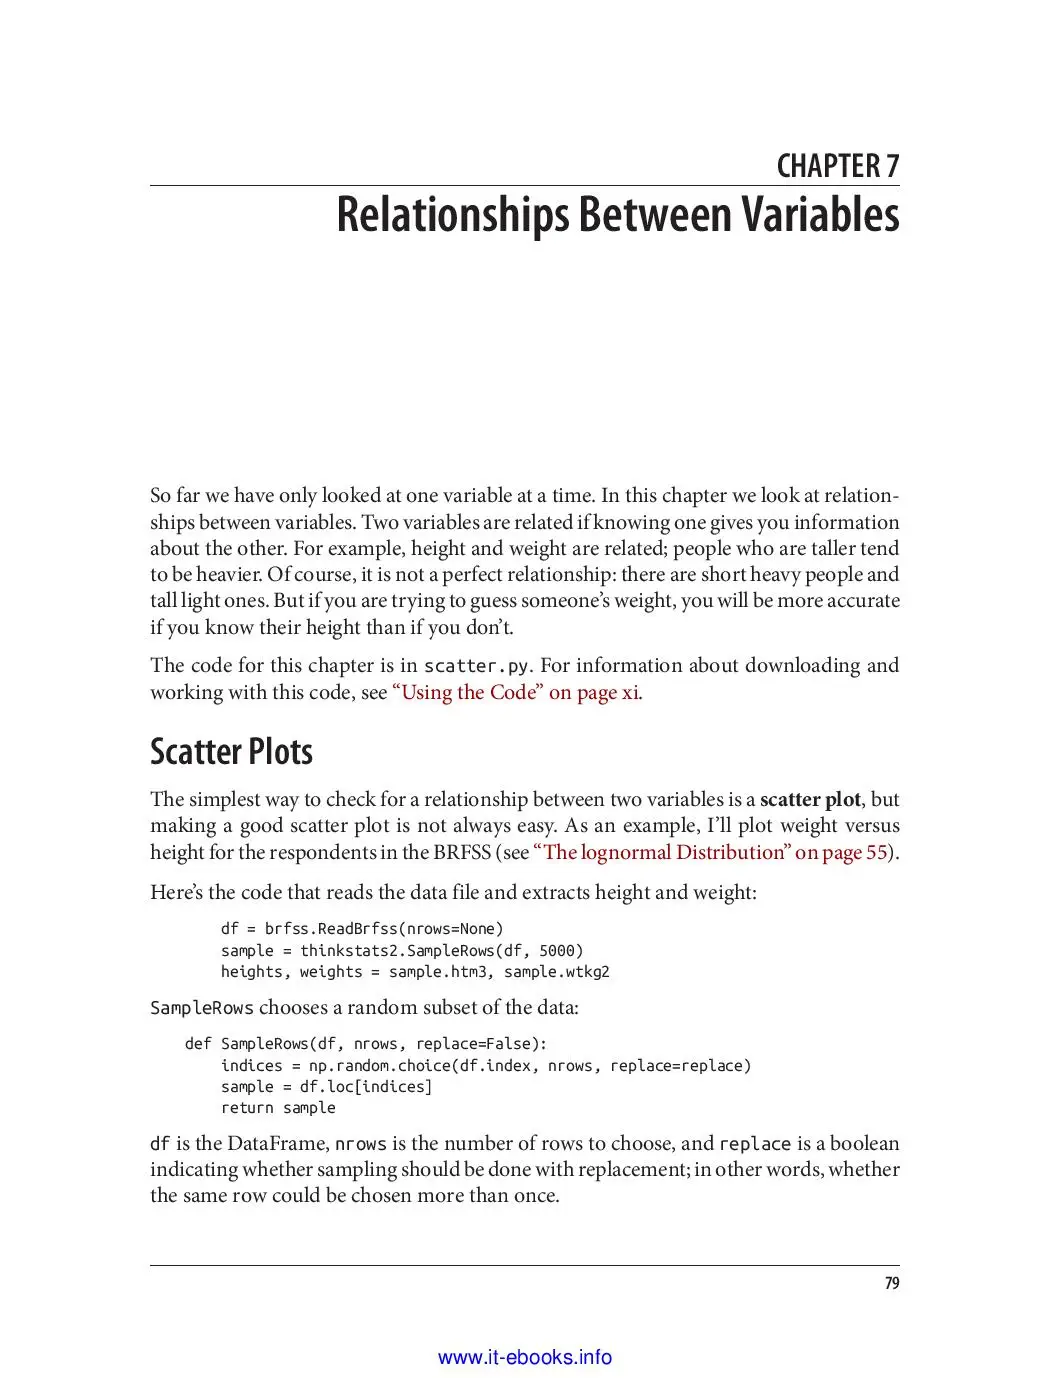 CHAPTER 7
Relationships Between Variables
So far we have only looked at one variable at a time. In this chapter we look at relation-
ships between variables. Two variables are related if knowing one gives you information
about the other. For example, height and weight are related; people who are taller tend
to be heavier. Of course, it is not a perfect relationship: there are short heavy people and
tall light ones. But if you are trying to guess someone’s weight, you will be more accurate
if you know their height than if you don’t.
The code for this chapter is in scatter.py. For information about downloading and
working with this code, see “Using the Code” on page xi.
Scatter Plots
The simplest way to check for a relationship between two variables is a scatter plot, but
making a good scatter plot is not always easy. As an example, I’ll plot weight versus
height for the respondents in the BRFSS (see “The lognormal Distribution” on page 55).
Here’s the code that reads the data file and extracts height and weight:
df = brfss.ReadBrfss(nrows=None)
sample = thinkstats2.SampleRows(df, 5000)
heights, weights = sample.htm3, sample.wtkg2
SampleRows chooses a random subset of the data:
def SampleRows(df, nrows, replace=False):
indices = np.random.choice(df.index, nrows, replace=replace)
sample = df.loc[indices]
return sample
df is the DataFrame, nrows is the number of rows to choose, and replace is a boolean
indicating whether sampling should be done with replacement; in other words, whether
the same row could be chosen more than once.
79
www.it-ebooks.info